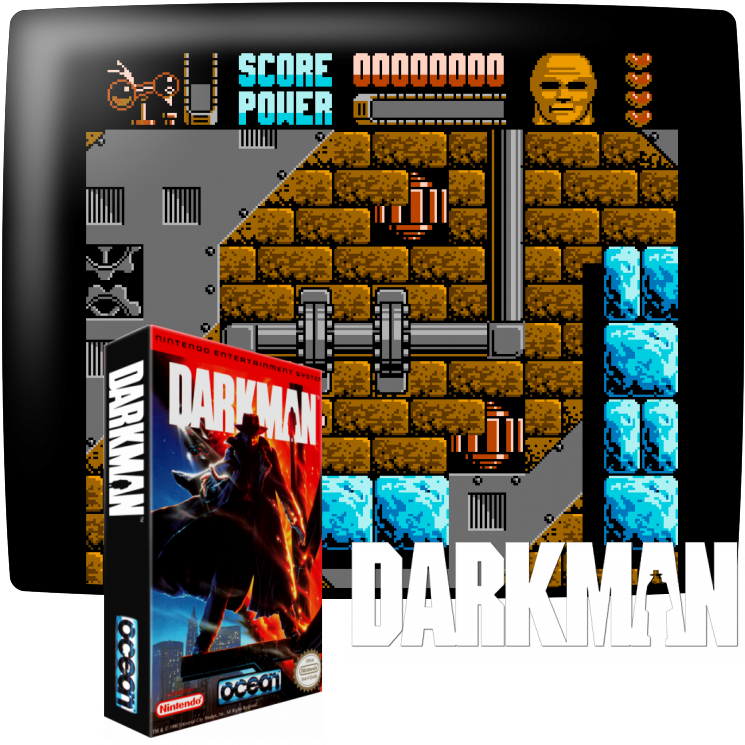 SCORE 00000000
POWER
NINTENDO ENTERTAINMENT SYSTEM
DARKMAN
DARKMAN
ocean
ocean
Nintendo
DARKMAN